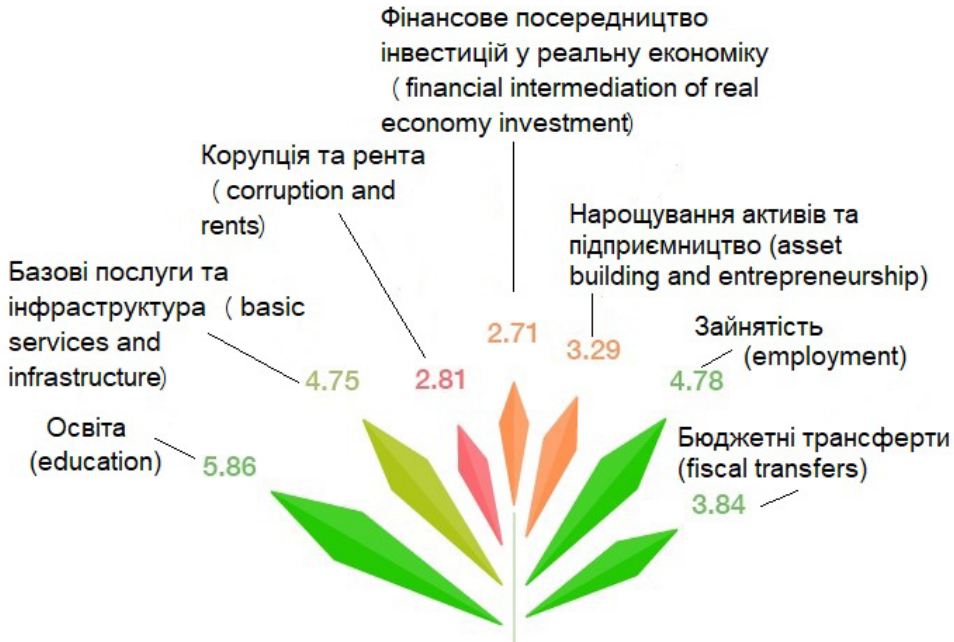 Фінансове посередництво
інвестицій у реальну економіку
( financial intermediation of real
economy investment)
Корупція та рента
( corruption and
rents)
Нарощування активів та
підприємництво (asset
building and entrepreneurship)
Базові послуги та
інфраструктура ( basic
services and
infrastructure)
Зайнятість
(employment)
2.71
3.29
4.75
2.81
4.78
Освіта
(education)
5.86
Бюджетні трансферти
(fiscal transfers)
3.84